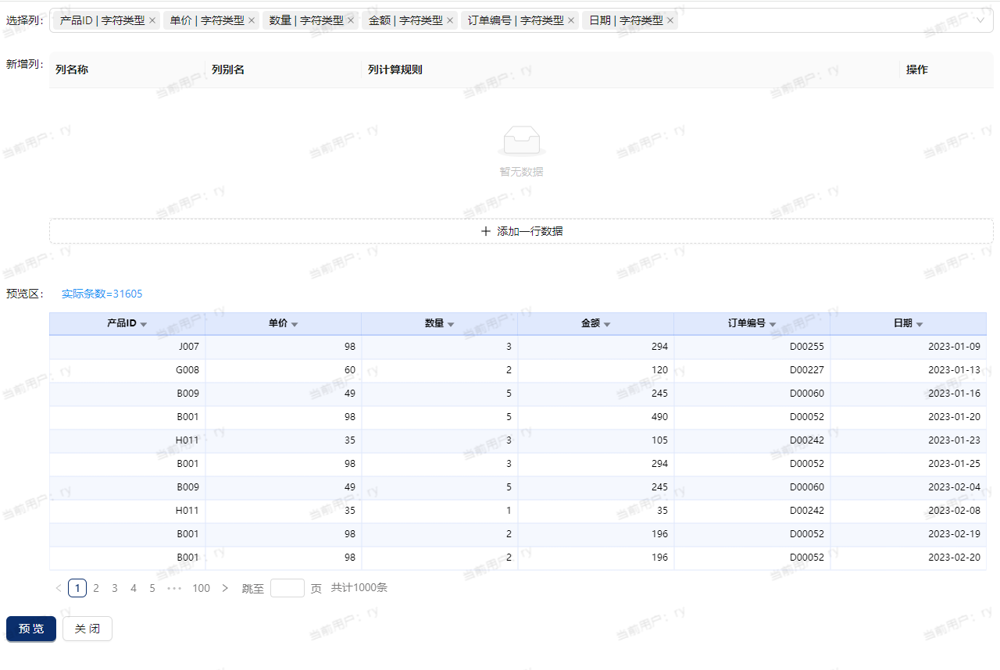 选择列: 产品ID | 字符类型 × 单价 | 字符类型 × 数量 | 字符类型 × 金额 | 字符类型 × 订单编号 | 字符类型 × 日期 | 字符类型 ×
新增列: 列名称 列别名 列计算规则 操作
暂无数据
+ 添加一行数据
预览区: 实际条数=31605
产品ID 单价 数量 金额 订单编号 日期
J007 98 3 294 D00255 2023-01-09
G008 60 2 120 D00227 2023-01-13
B009 49 5 245 D00060 2023-01-16
B001 98 5 490 D00052 2023-01-20
H011 35 3 105 D00242 2023-01-23
B001 98 3 294 D00052 2023-01-25
B009 49 5 245 D00060 2023-02-04
H011 35 1 35 D00242 2023-02-08
B001 98 2 196 D00052 2023-02-19
B001 98 2 196 D00052 2023-02-20
< 1 2 3 4 5 ••• 100 > 跳至 页 共计1000条
预 览 关 闭
当前用户: ry